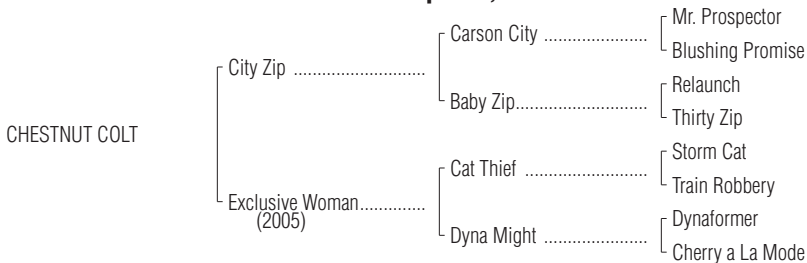 Mr. Prospector
Carson City ........................
Blushing Promise
City Zip ............................
Relaunch
Baby Zip............................
Thirty Zip
CHESTNUT COLT
Storm Cat
Cat Thief ..........................
Train Robbery
Exclusive Woman..............
(2005)
Dynaformer
Dyna Might ......................
Cherry a La Mode